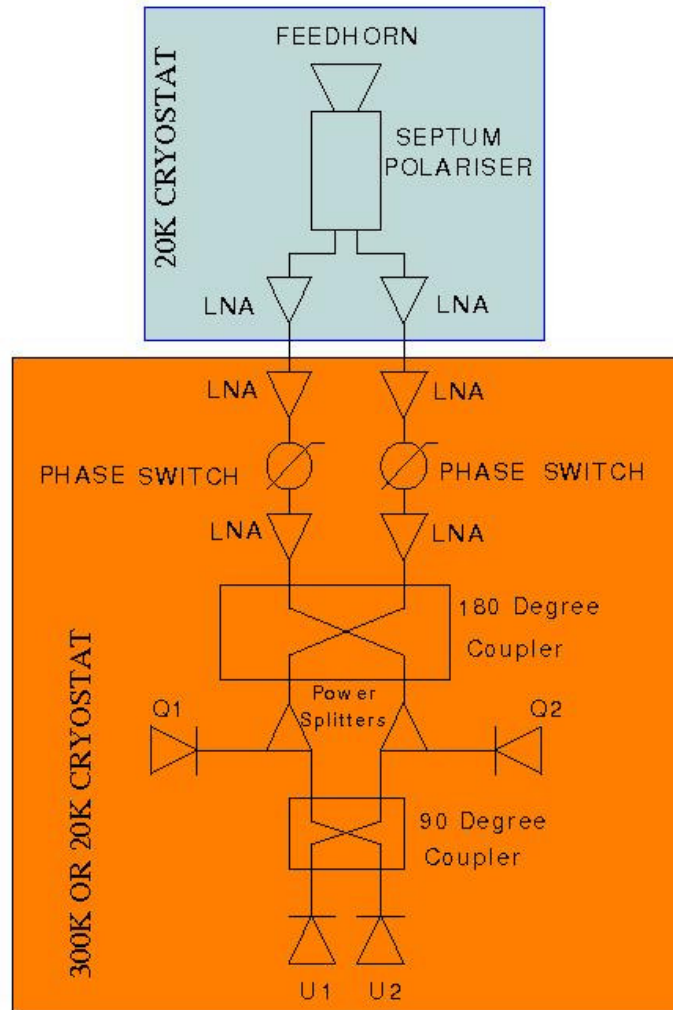 FEEDHORN
20K CRYOSTAT
SEPTUM
POLARISER
LNA
LNA
LNA
LNA
PHASE SWITCH
PHASE SWITCH
LNA
LNA
180 Degree
Coupler
300K OR 20K CRYOSTAT
Power
Splitters
Q1
Q2
90 Degree
Coupler
U1
U2